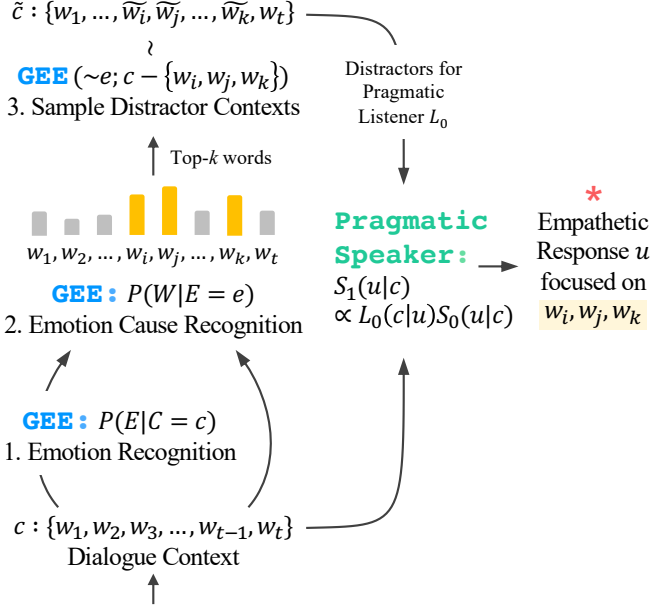 c̃ : {w₁, …, w̃ᵢ, w̃ⱼ, …, w̃ₖ, wₜ}
~
GEE (~e; c − {wᵢ, wⱼ, wₖ})
3. Sample Distractor Contexts
Top-k words
w₁, w₂, …, wᵢ, wⱼ, …, wₖ, wₜ
GEE: P(W|E = e)
2. Emotion Cause Recognition
GEE: P(E|C = c)
1. Emotion Recognition
c : {w₁, w₂, w₃, …, wₜ₋₁, wₜ}
Dialogue Context
Distractors for
Pragmatic
Listener L₀
Pragmatic
Speaker:
S₁(u|c)
∝ L₀(c|u)S₀(u|c)
*
Empathetic
Response u
focused on
wᵢ, wⱼ, wₖ